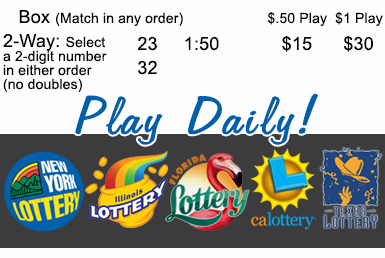 Box (Match in any order) $.50 Play $1 Play
2-Way: Select 23 1:50 $15 $30
a 2-digit number
in either order 32
(no doubles)
Play Daily!
NEW YORK LOTTERY
Illinois LOTTERY
FLORIDA Lottery
L calottery
TEXAS LOTTERY